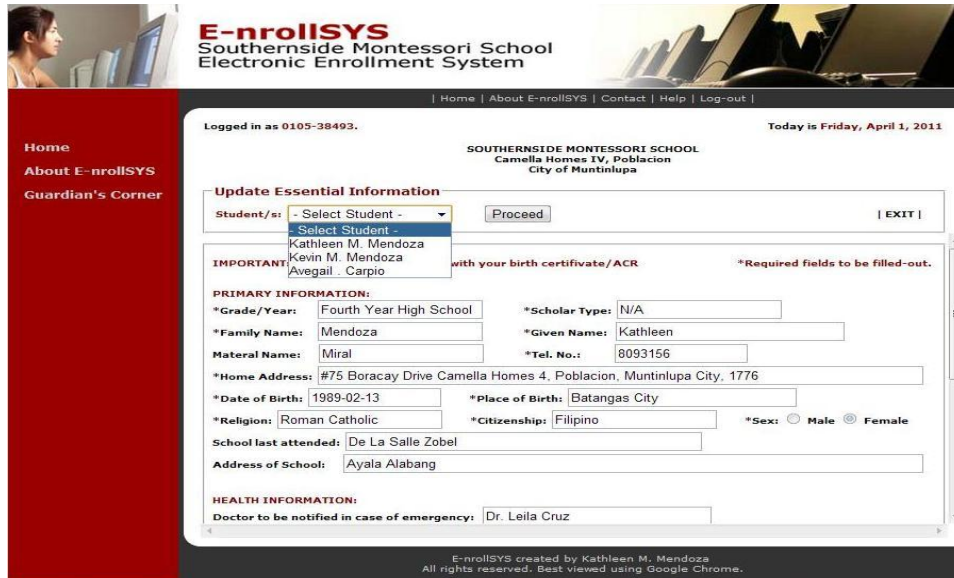 E-nrollSYS
Southernside Montessori School
Electronic Enrollment System
| Home | About E-nrollSYS | Contact | Help | Log-out |
Home
About E-nrollSYS
Guardian's Corner
Logged in as 0105-38493. Today is Friday, April 1, 2011
SOUTHERNSIDE MONTESSORI SCHOOL
Camella Homes IV, Poblacion
City of Muntinlupa
Update Essential Information
Student/s: - Select Student - Proceed | EXIT |
- Select Student -
Kathleen M. Mendoza
Kevin M. Mendoza
Avegail . Carpio
IMPORTANT: with your birth certifivate/ACR *Required fields to be filled-out.
PRIMARY INFORMATION:
*Grade/Year: Fourth Year High School *Scholar Type: N/A
*Family Name: Mendoza *Given Name: Kathleen
Materal Name: Miral *Tel. No.: 8093156
*Home Address: #75 Boracay Drive Camella Homes 4, Poblacion, Muntinlupa City, 1776
*Date of Birth: 1989-02-13 *Place of Birth: Batangas City
*Religion: Roman Catholic *Citizenship: Filipino *Sex: Male Female
School last attended: De La Salle Zobel
Address of School: Ayala Alabang
HEALTH INFORMATION:
Doctor to be notified in case of emergency: Dr. Leila Cruz
E-nrollSYS created by Kathleen M. Mendoza
All rights reserved. Best viewed using Google Chrome.